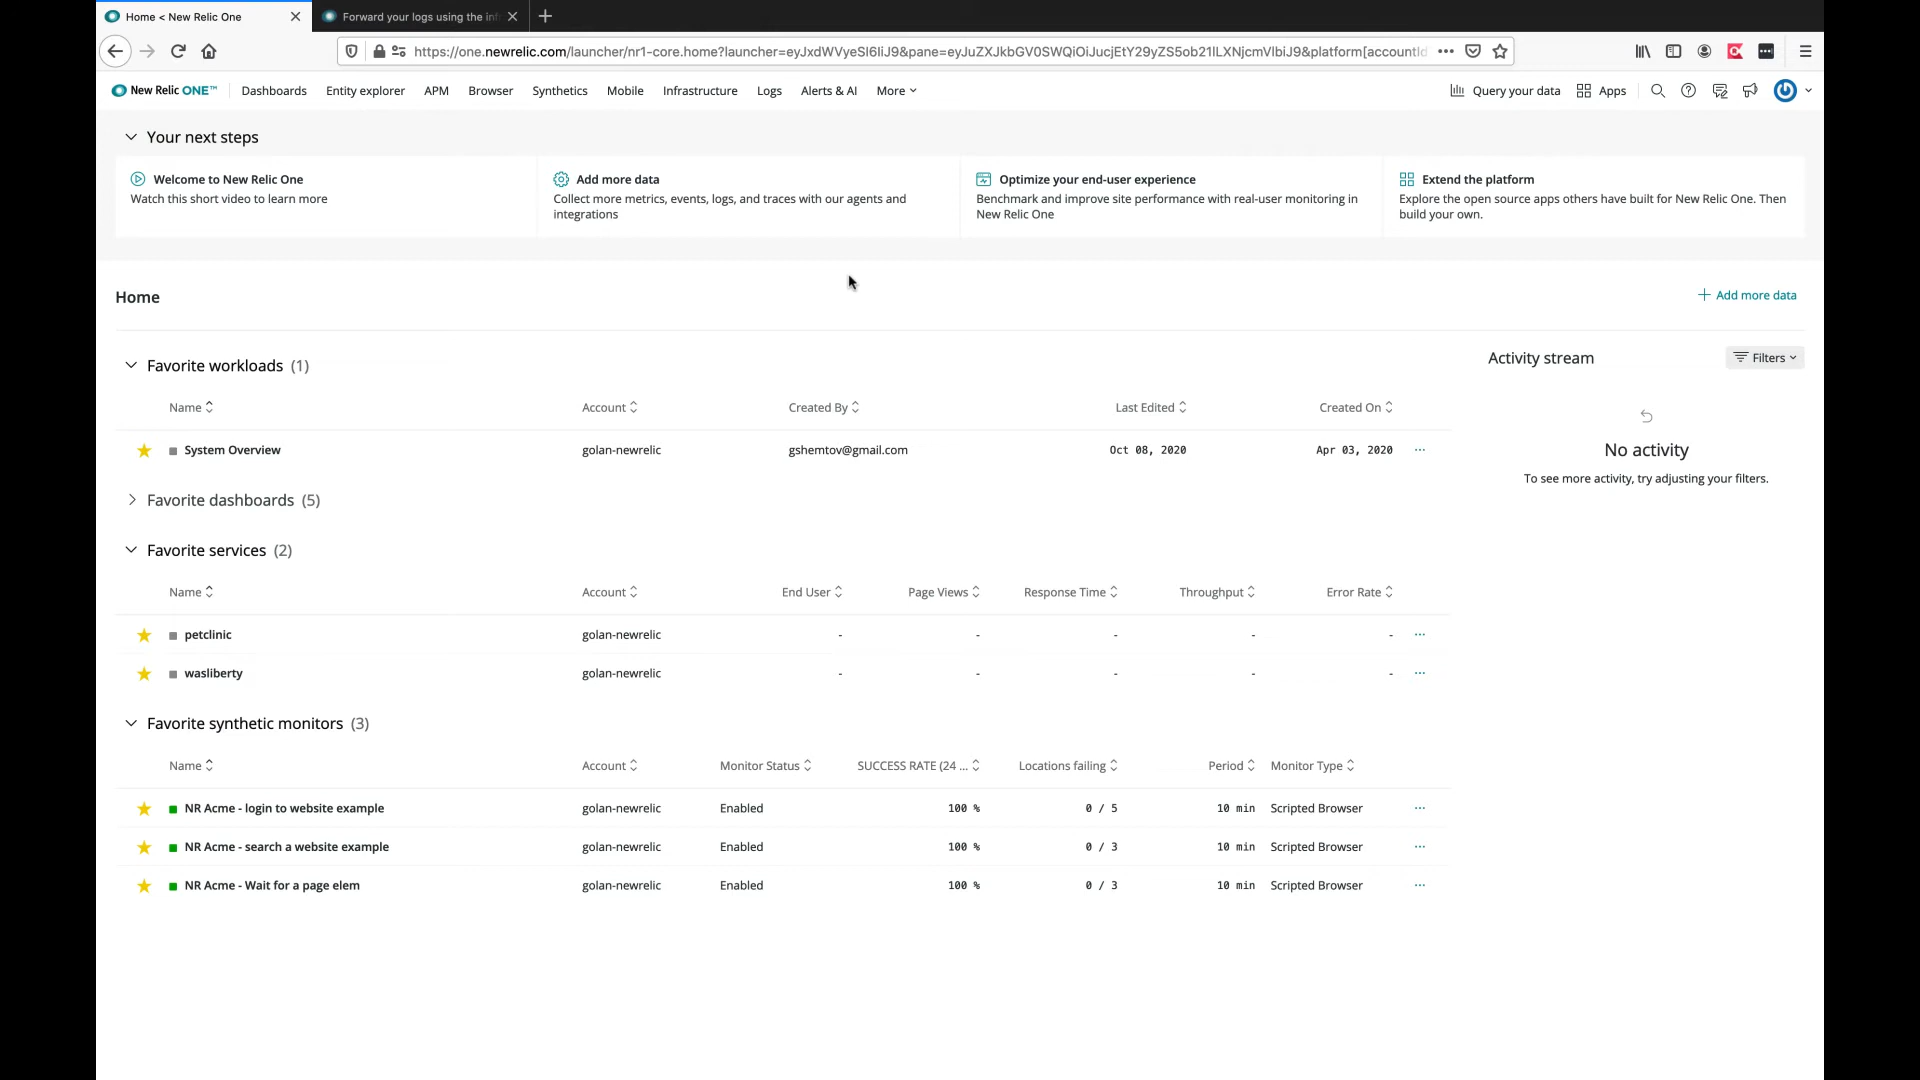 Home < New Relic One
Forward your logs using the inf
https://one.newrelic.com/launcher/nr1-core.home?launcher=eyJxdWVyeSI6IiJ9&pane=eyJuZXJkbGV0SWQiOiJucjEtY29yZS5ob21lLXNjcmVlbiJ9&platform[accountId
New Relic ONE™ Dashboards Entity explorer APM Browser Synthetics Mobile Infrastructure Logs Alerts & AI More Query your data Apps
Your next steps
Welcome to New Relic One
Watch this short video to learn more
Add more data
Collect more metrics, events, logs, and traces with our agents and
integrations
Optimize your end-user experience
Benchmark and improve site performance with real-user monitoring in
New Relic One
Extend the platform
Explore the open source apps others have built for New Relic One. Then
build your own.
Home
+ Add more data
Favorite workloads (1)
Name Account Created By Last Edited Created On
System Overview golan-newrelic gshemtov@gmail.com Oct 08, 2020 Apr 03, 2020 ...
Favorite dashboards (5)
Favorite services (2)
Name Account End User Page Views Response Time Throughput Error Rate
petclinic golan-newrelic - - - - - ...
wasliberty golan-newrelic - - - - - ...
Favorite synthetic monitors (3)
Name Account Monitor Status SUCCESS RATE (24 ... Locations failing Period Monitor Type
NR Acme - login to website example golan-newrelic Enabled 100 % 0 / 5 10 min Scripted Browser ...
NR Acme - search a website example golan-newrelic Enabled 100 % 0 / 3 10 min Scripted Browser ...
NR Acme - Wait for a page elem golan-newrelic Enabled 100 % 0 / 3 10 min Scripted Browser ...
Activity stream
Filters
No activity
To see more activity, try adjusting your filters.